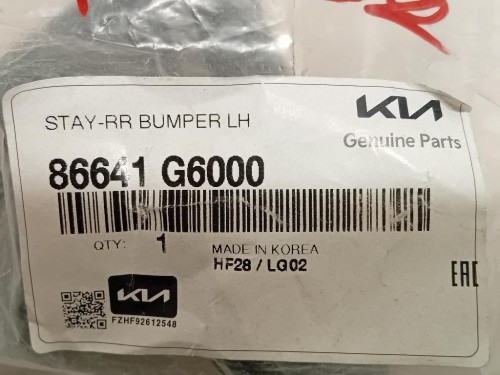 STAY-RR BUMPER LH
KIA
Genuine Parts
86641 G6000
QTY: 1
MADE IN KOREA
HF28 / LG02
EAC
KIA
FZHF92612548